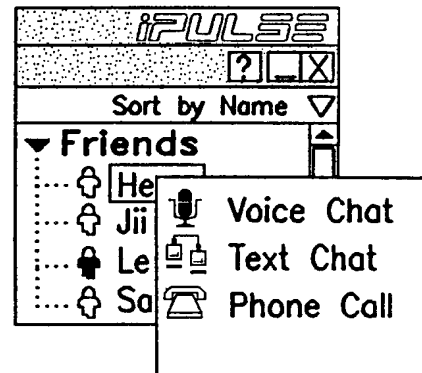 iPULSE
? _ X
Sort by Name
Friends
He
Jii
Le
Sa
Voice Chat
Text Chat
Phone Call